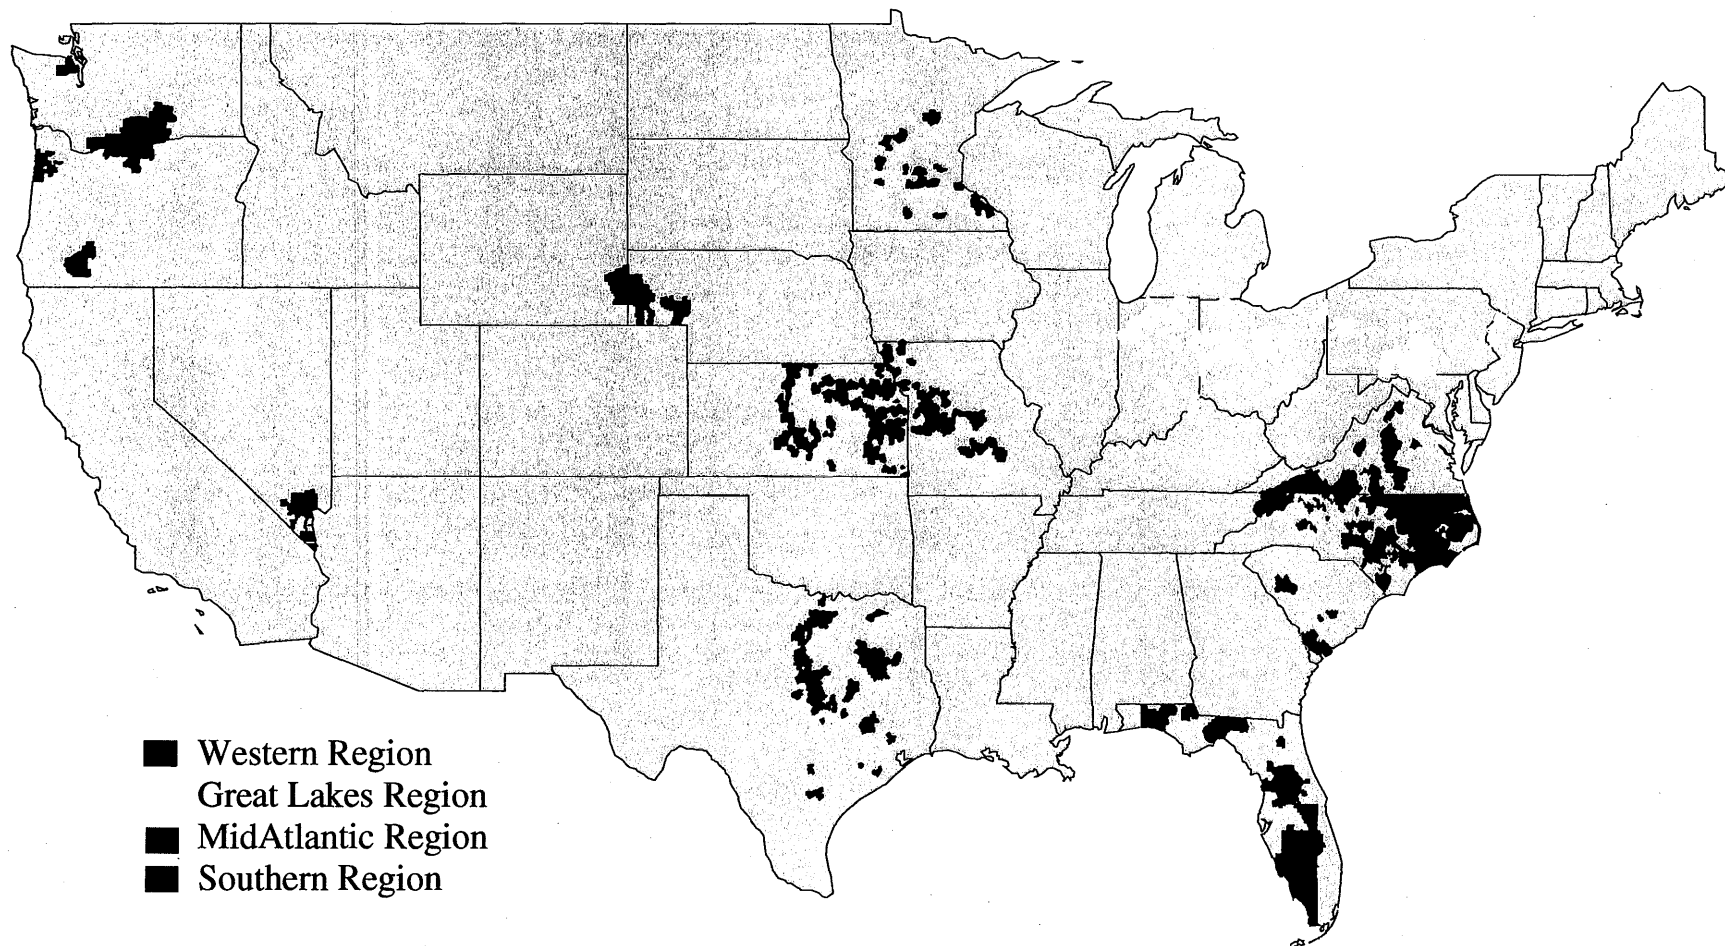 Western Region
Great Lakes Region
MidAtlantic Region
Southern Region